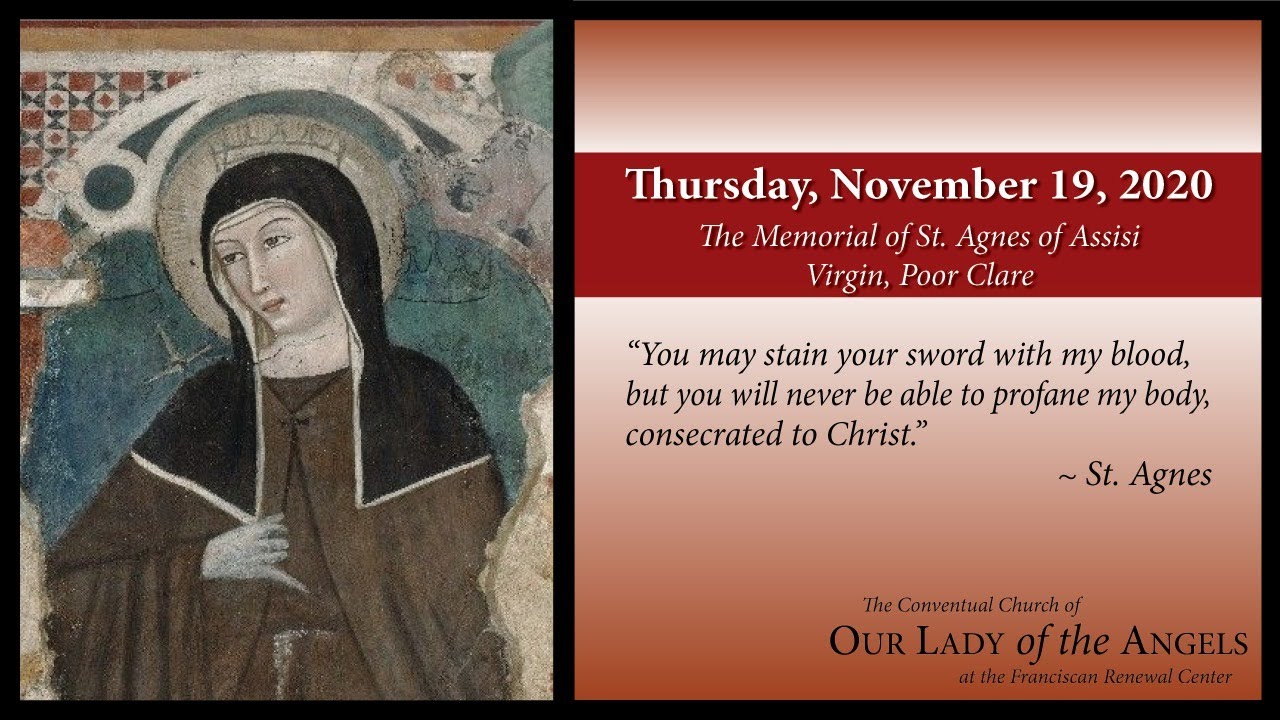 Thursday, November 19, 2020
The Memorial of St. Agnes of Assisi
Virgin, Poor Clare
“You may stain your sword with my blood,
but you will never be able to profane my body,
consecrated to Christ.”
~ St. Agnes
The Conventual Church of
OUR LADY of the ANGELS
at the Franciscan Renewal Center